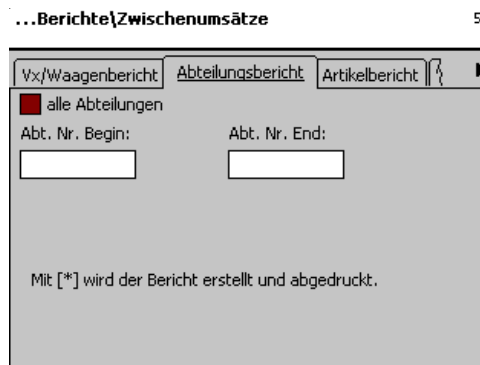 ...Berichte\Zwischenumsätze 5
Vx/Waagenbericht Abteilungsbericht Artikelbericht
alle Abteilungen
Abt. Nr. Begin: Abt. Nr. End:
Mit [*] wird der Bericht erstellt und abgedruckt.